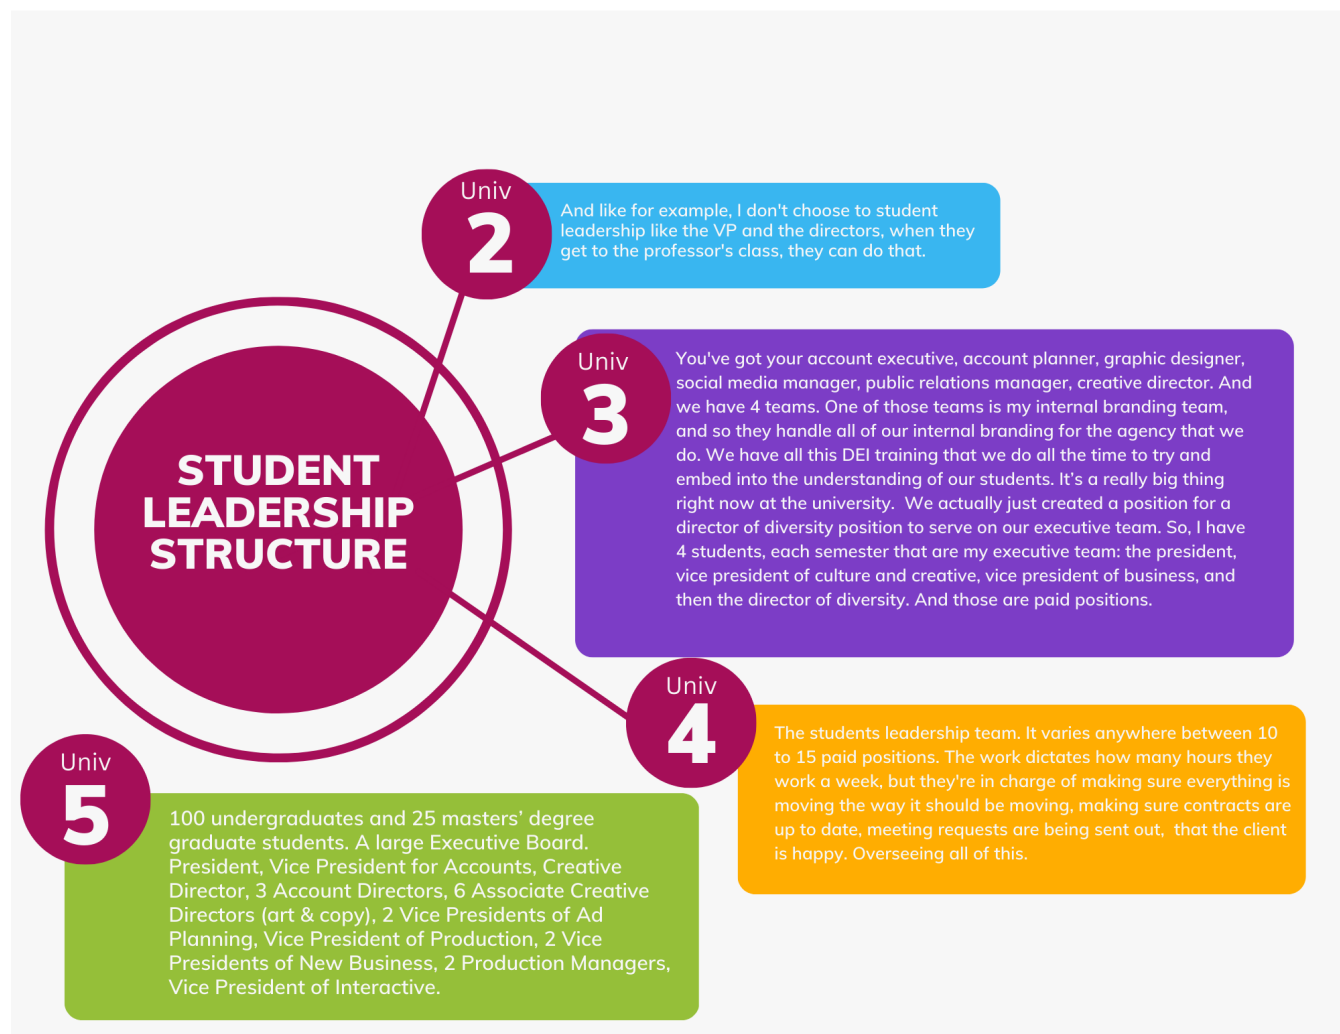 STUDENT
LEADERSHIP
STRUCTURE
Univ
2
And like for example, I don't choose to student
leadership like the VP and the directors, when they
get to the professor's class, they can do that.
Univ
3
You've got your account executive, account planner, graphic designer,
social media manager, public relations manager, creative director. And
we have 4 teams. One of those teams is my internal branding team,
and so they handle all of our internal branding for the agency that we
do. We have all this DEI training that we do all the time to try and
embed into the understanding of our students. It's a really big thing
right now at the university.  We actually just created a position for a
director of diversity position to serve on our executive team. So, I have
4 students, each semester that are my executive team: the president,
vice president of culture and creative, vice president of business, and
then the director of diversity. And those are paid positions.
Univ
4
The students leadership team. It varies anywhere between 10
to 15 paid positions. The work dictates how many hours they
work a week, but they're in charge of making sure everything is
moving the way it should be moving, making sure contracts are
up to date, meeting requests are being sent out,  that the client
is happy. Overseeing all of this.
Univ
5
100 undergraduates and 25 masters' degree
graduate students. A large Executive Board.
President, Vice President for Accounts, Creative
Director, 3 Account Directors, 6 Associate Creative
Directors (art & copy), 2 Vice Presidents of Ad
Planning, Vice President of Production, 2 Vice
Presidents of New Business, 2 Production Managers,
Vice President of Interactive.